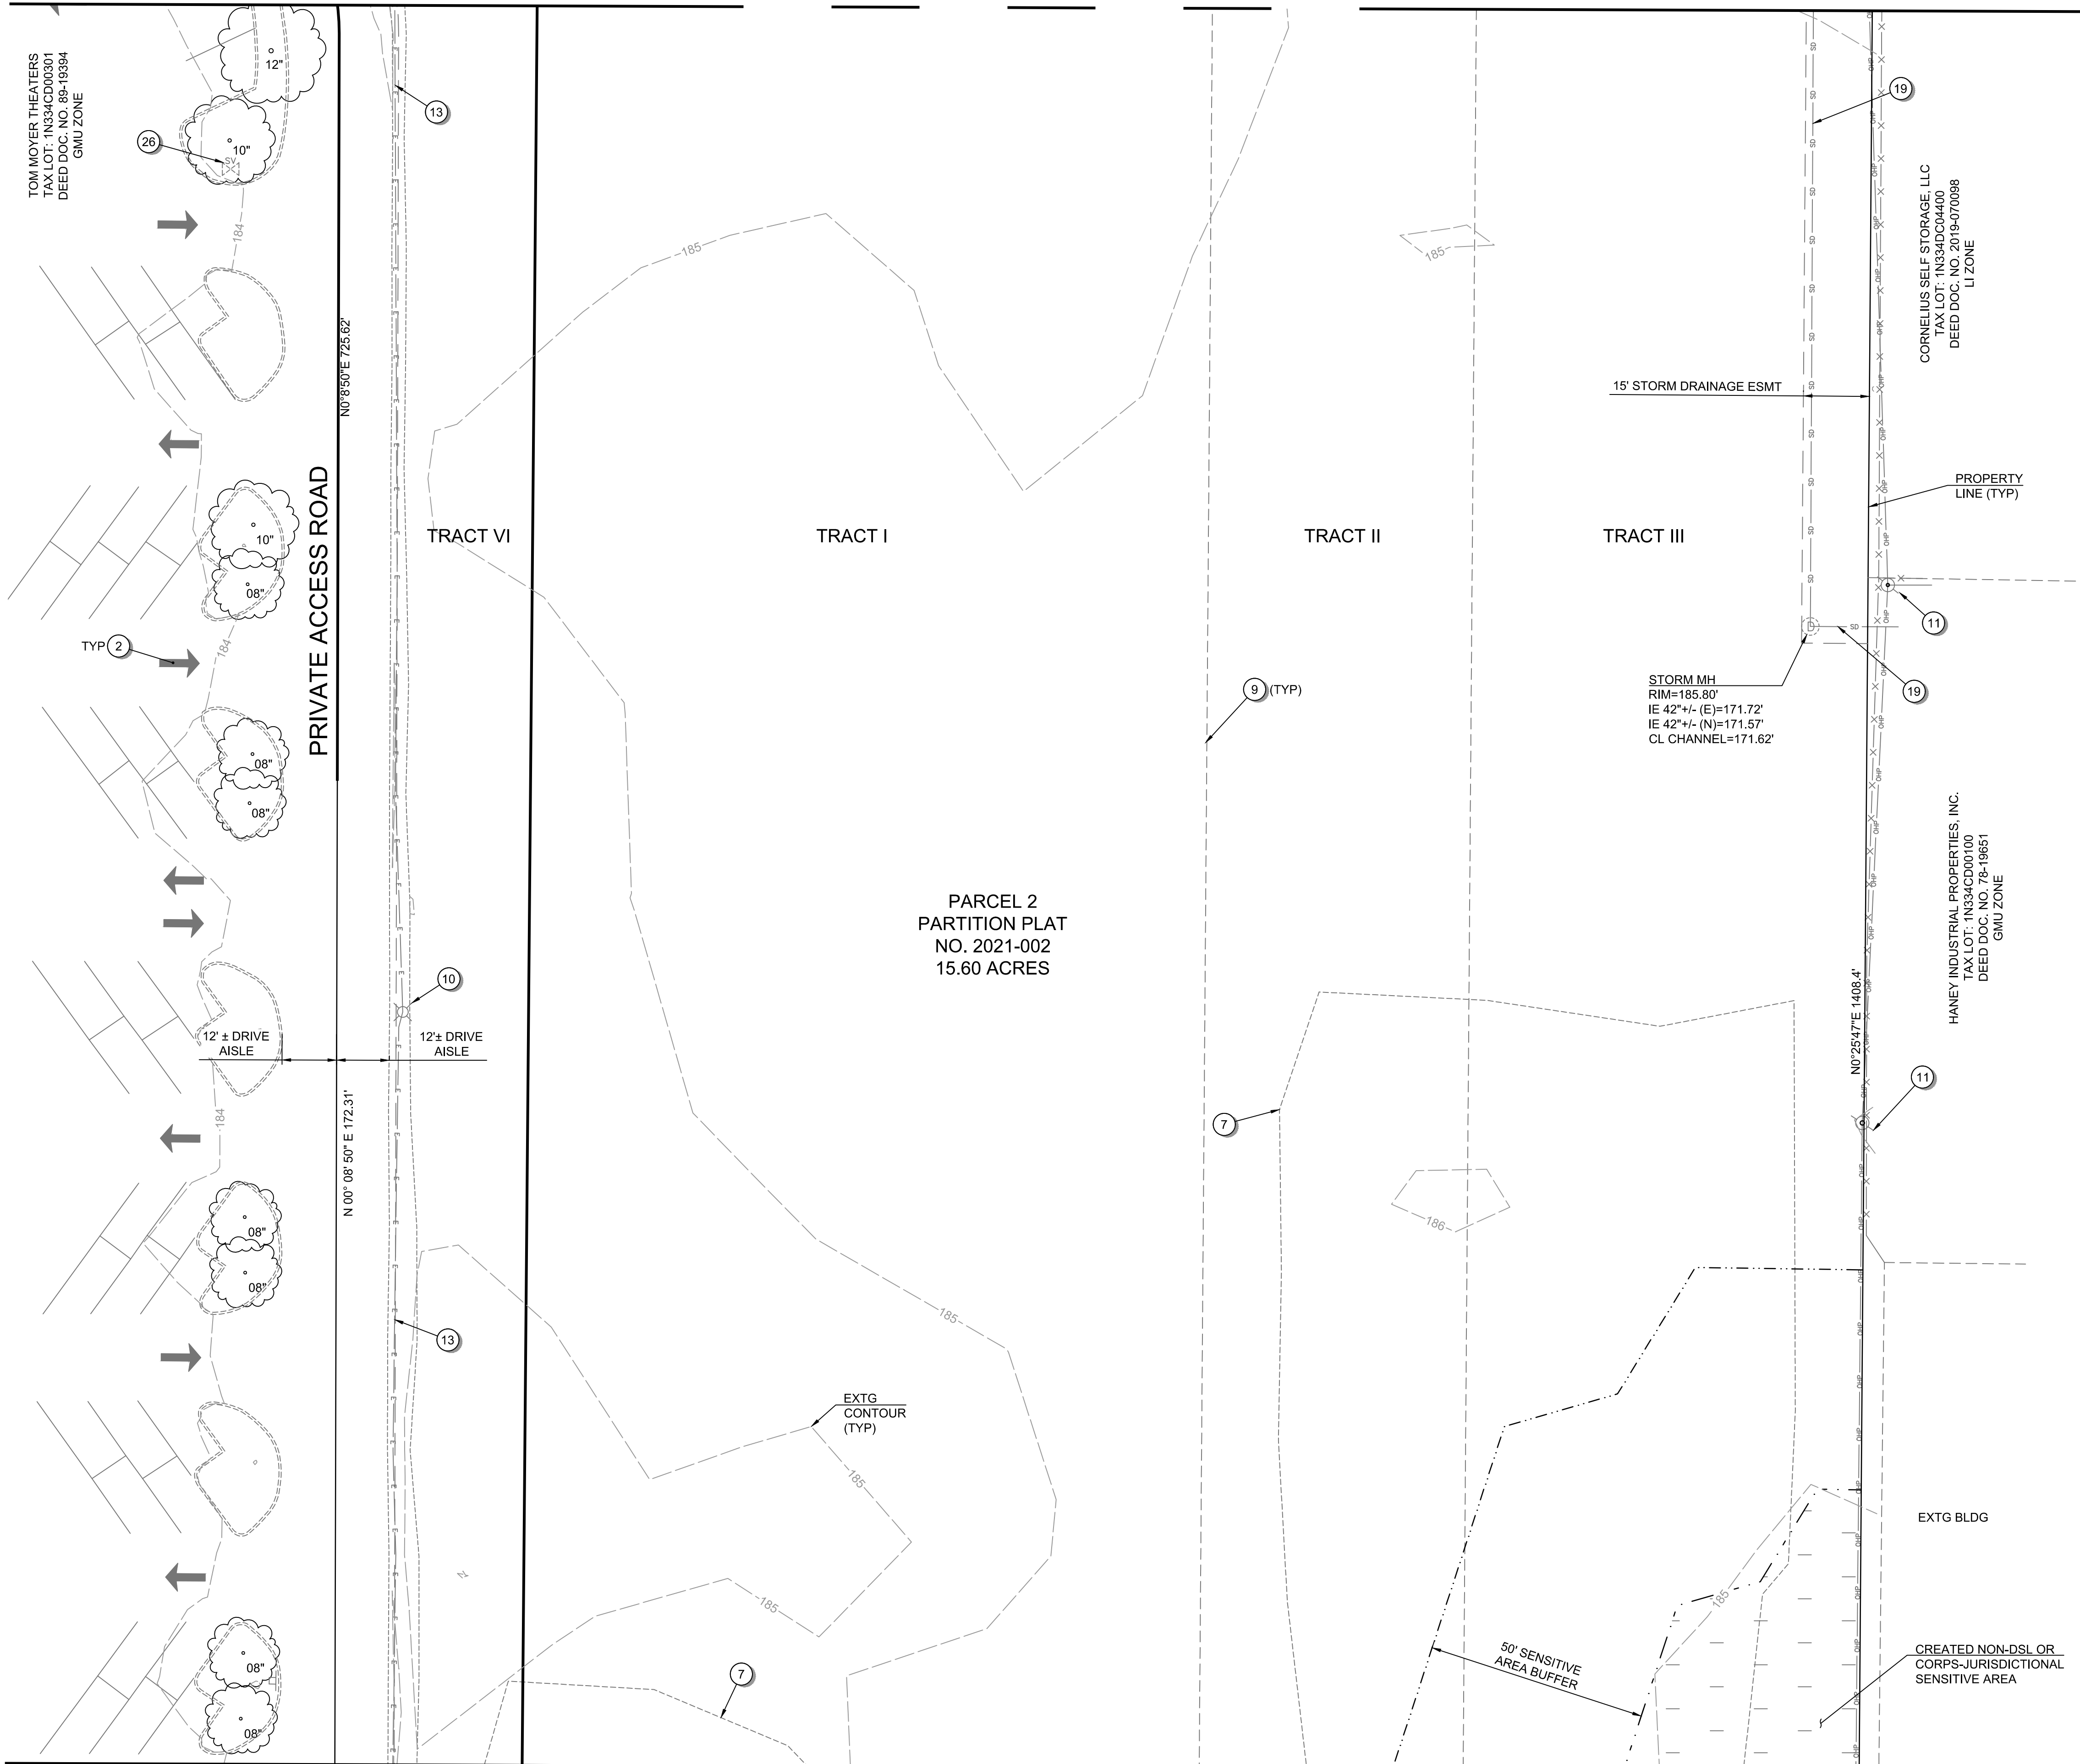 TOM MOYER THEATERS
TAX LOT: 1N334CD00301
DEED DOC. NO. 89-19394
GMU ZONE
12"
10"
SV
26
13
184
185
185
19
CORNELIUS SELF STORAGE, LLC
TAX LOT: 1N334DC04400
DEED DOC. NO. 2019-070098
LI ZONE
N0°8'50"E 725.62'
15' STORM DRAINAGE ESMT
PROPERTY
LINE (TYP)
PRIVATE ACCESS ROAD
TRACT VI
TRACT I
TRACT II
TRACT III
10"
08"
184
TYP 2
11
19
9 (TYP)
STORM MH
RIM=185.80'
IE 42"+/- (E)=171.72'
IE 42"+/- (N)=171.57'
CL CHANNEL=171.62'
D
SD
OHP
08"
08"
PARCEL 2
PARTITION PLAT
NO. 2021-002
15.60 ACRES
HANEY INDUSTRIAL PROPERTIES, INC.
TAX LOT: 1N334CD00100
DEED DOC. NO. 78-19651
GMU ZONE
10
12' ± DRIVE
AISLE
12'± DRIVE
AISLE
N0°25'47"E 1408.4'
11
7
184
N 00° 08' 50" E 172.31'
186
08"
08"
13
185
EXTG
CONTOUR
(TYP)
185
185
185
EXTG BLDG
50' SENSITIVE
AREA BUFFER
CREATED NON-DSL OR
CORPS-JURISDICTIONAL
SENSITIVE AREA
7
08"
08"